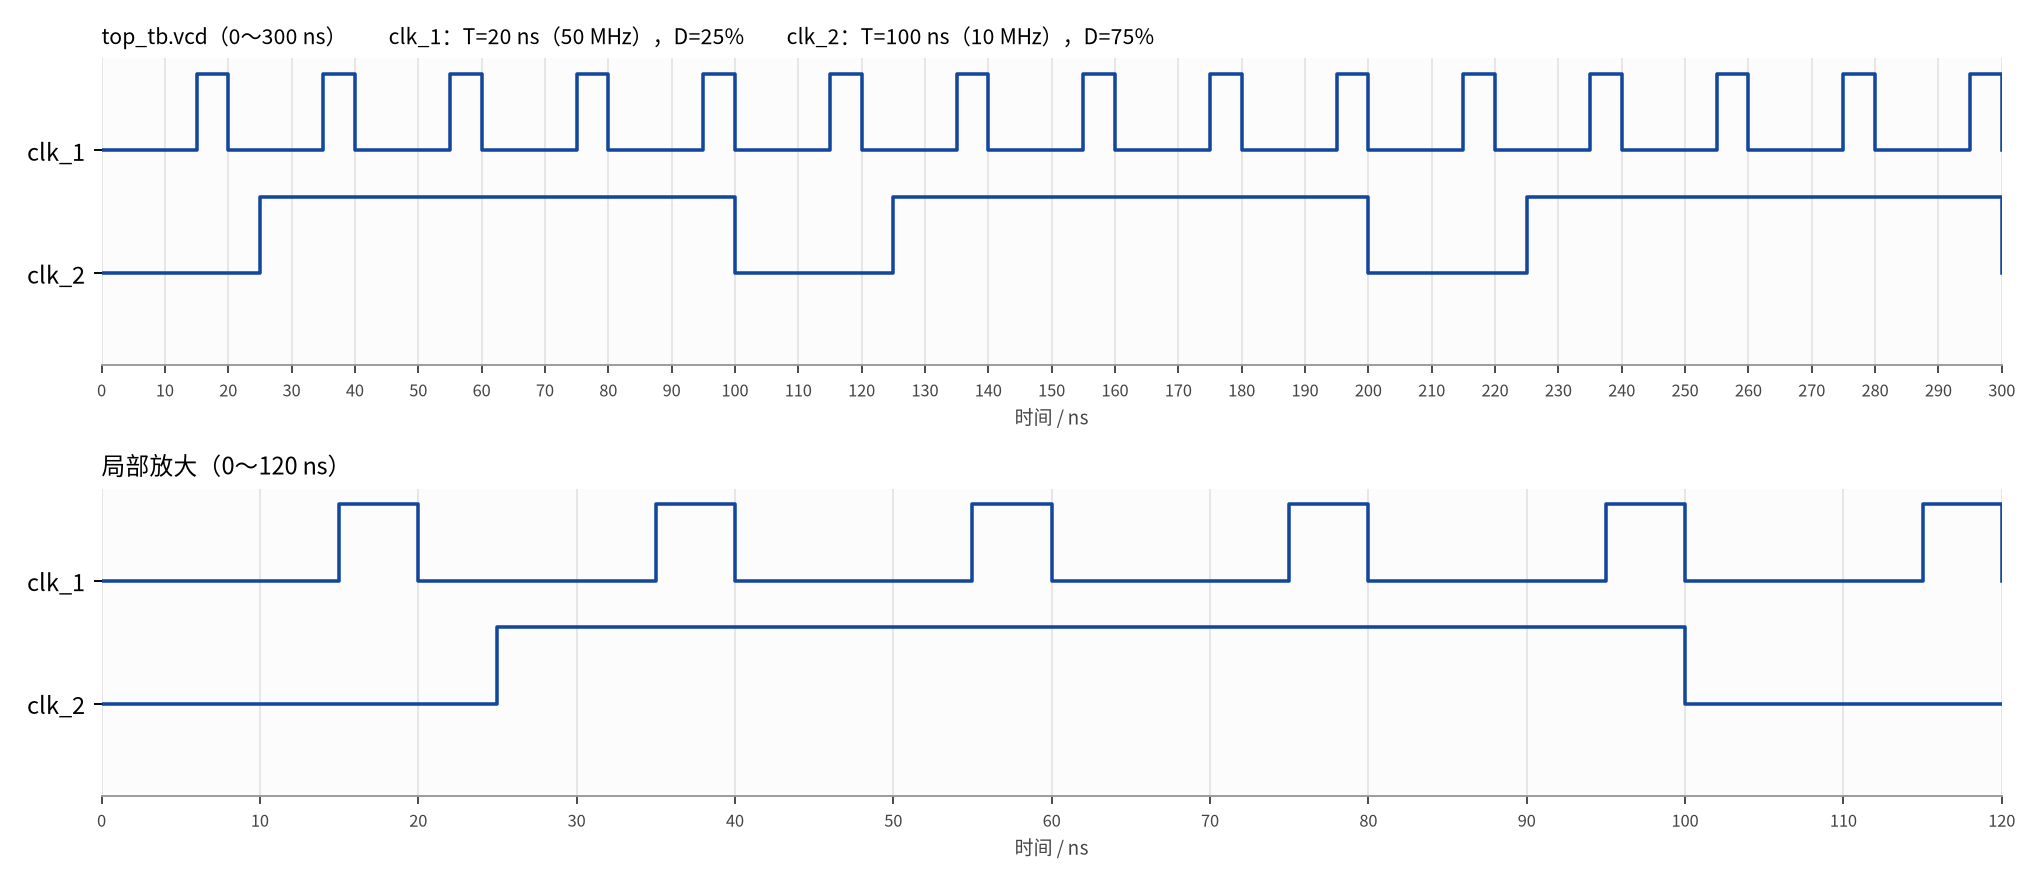 top_tb.vcd（0～300 ns） clk_1：T=20 ns（50 MHz），D=25% clk_2：T=100 ns（10 MHz），D=75%
clk_1
clk_2
0 10 20 30 40 50 60 70 80 90 100 110 120 130 140 150 160 170 180 190 200 210 220 230 240 250 260 270 280 290 300
时间 / ns
局部放大（0～120 ns）
clk_1
clk_2
0 10 20 30 40 50 60 70 80 90 100 110 120
时间 / ns